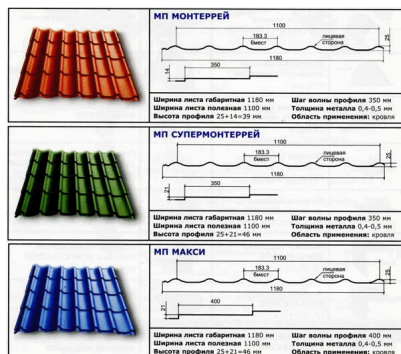 МП МОНТЕРРЕЙ
1100
183.3
6мест
лицевая
сторона
25
1180
350
14
Ширина листа габаритная 1180 мм
Ширина листа полезная 1100 мм
Высота профиля 25+14=39 мм
Шаг волны профиля 350 мм
Толщина металла 0,4-0,5 мм
Область применения: кровля
МП СУПЕРМОНТЕРРЕЙ
1100
183.3
6мест
лицевая
сторона
25
1180
350
21
Ширина листа габаритная 1180 мм
Ширина листа полезная 1100 мм
Высота профиля 25+21=46 мм
Шаг волны профиля 350 мм
Толщина металла 0,4-0,5 мм
Область применения: кровля
МП МАКСИ
1100
183.3
6мест
лицевая
сторона
25
1180
400
21
Ширина листа габаритная 1180 мм
Ширина листа полезная 1100 мм
Высота профиля 25+21=46 мм
Шаг волны профиля 400 мм
Толщина металла 0,4-0,5 мм
Область применения: кровля